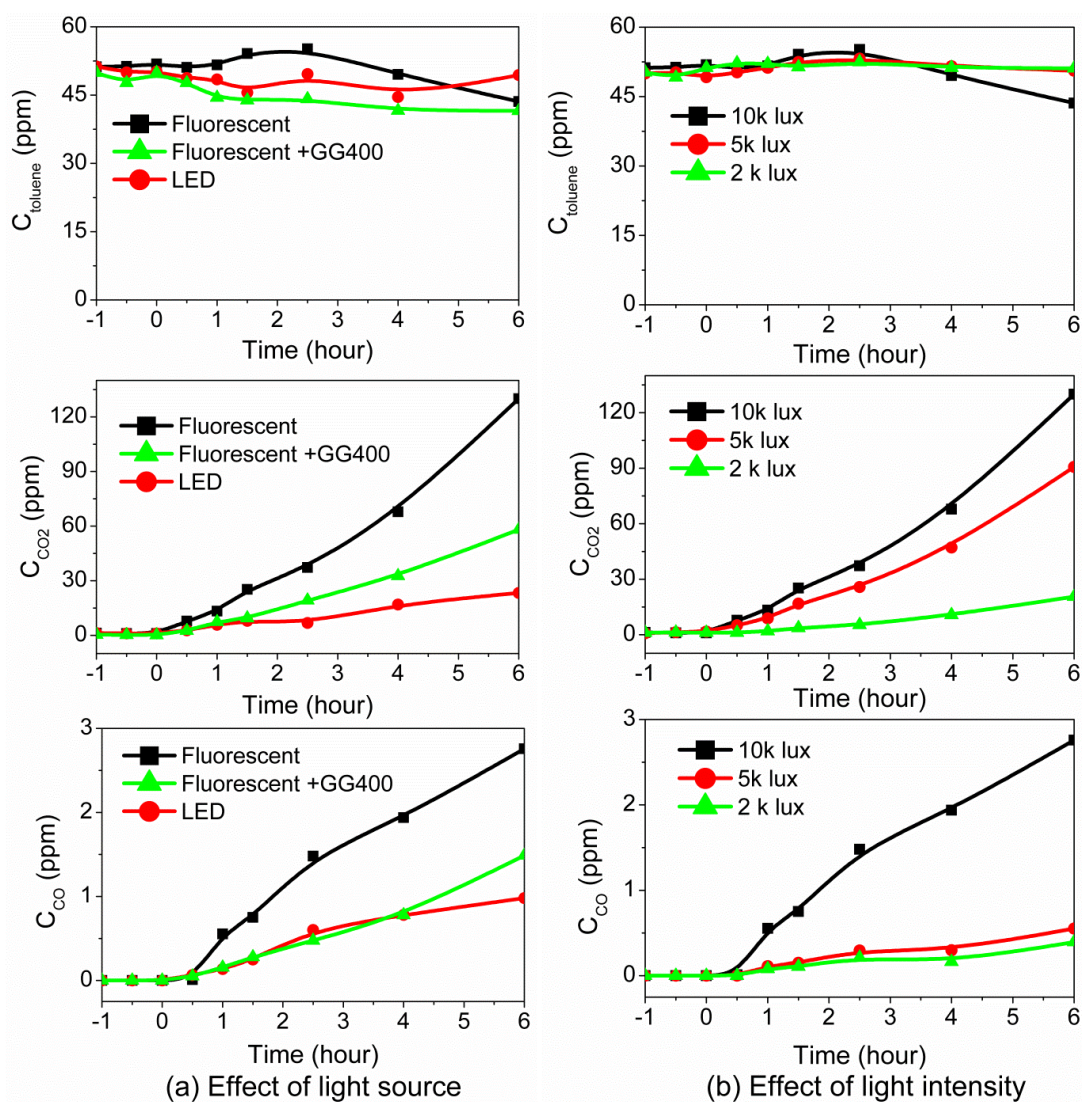 60
45
30
15
0
C_toluene (ppm)
Fluorescent
Fluorescent +GG400
LED
-1 0 1 2 3 4 5 6
Time (hour)
60
45
30
15
0
C_toluene (ppm)
10k lux
5k lux
2 k lux
-1 0 1 2 3 4 5 6
Time (hour)
120
90
60
30
0
C_CO2 (ppm)
Fluorescent
Fluorescent +GG400
LED
-1 0 1 2 3 4 5 6
Time (hour)
120
90
60
30
0
C_CO2 (ppm)
10k lux
5k lux
2 k lux
-1 0 1 2 3 4 5 6
Time (hour)
3
2
1
0
C_CO (ppm)
Fluorescent
Fluorescent +GG400
LED
-1 0 1 2 3 4 5 6
Time (hour)
(a) Effect of light source
3
2
1
0
C_CO (ppm)
10k lux
5k lux
2 k lux
-1 0 1 2 3 4 5 6
Time (hour)
(b) Effect of light intensity